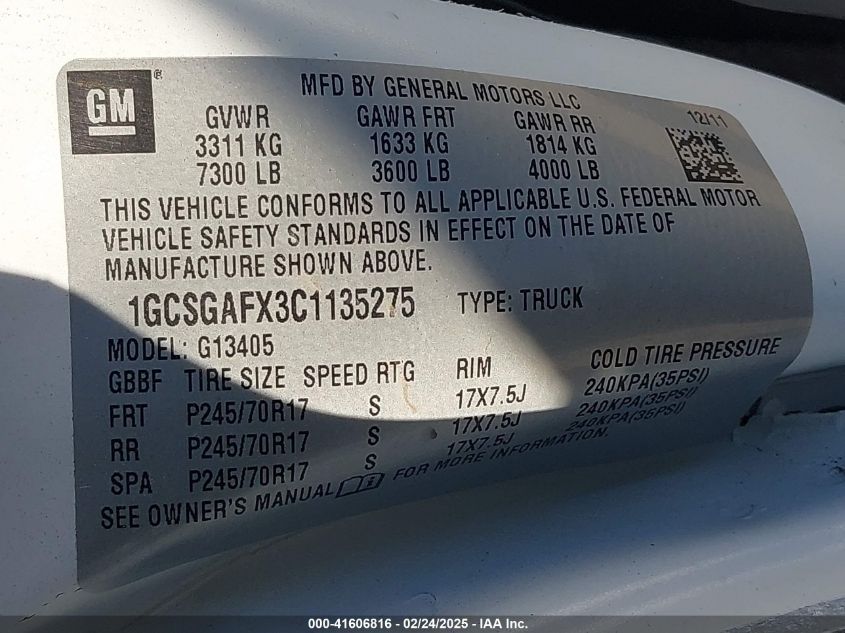 GM ®
MFD BY GENERAL MOTORS LLC
GVWR GAWR FRT GAWR RR 12/11
3311 KG 1633 KG 1814 KG
7300 LB 3600 LB 4000 LB
THIS VEHICLE CONFORMS TO ALL APPLICABLE U.S. FEDERAL MOTOR
VEHICLE SAFETY STANDARDS IN EFFECT ON THE DATE OF
MANUFACTURE SHOWN ABOVE.
1GCSGAFX3C1135275 TYPE: TRUCK
MODEL: G13405
GBBF TIRE SIZE SPEED RTG RIM COLD TIRE PRESSURE
FRT P245/70R17 S 17X7.5J 240KPA(35PSI)
RR P245/70R17 S 17X7.5J 240KPA(35PSI)
SPA P245/70R17 S 17X7.5J 240KPA(35PSI)
SEE OWNER'S MANUAL FOR MORE INFORMATION.
000-41606816 - 02/24/2025 - IAA Inc.